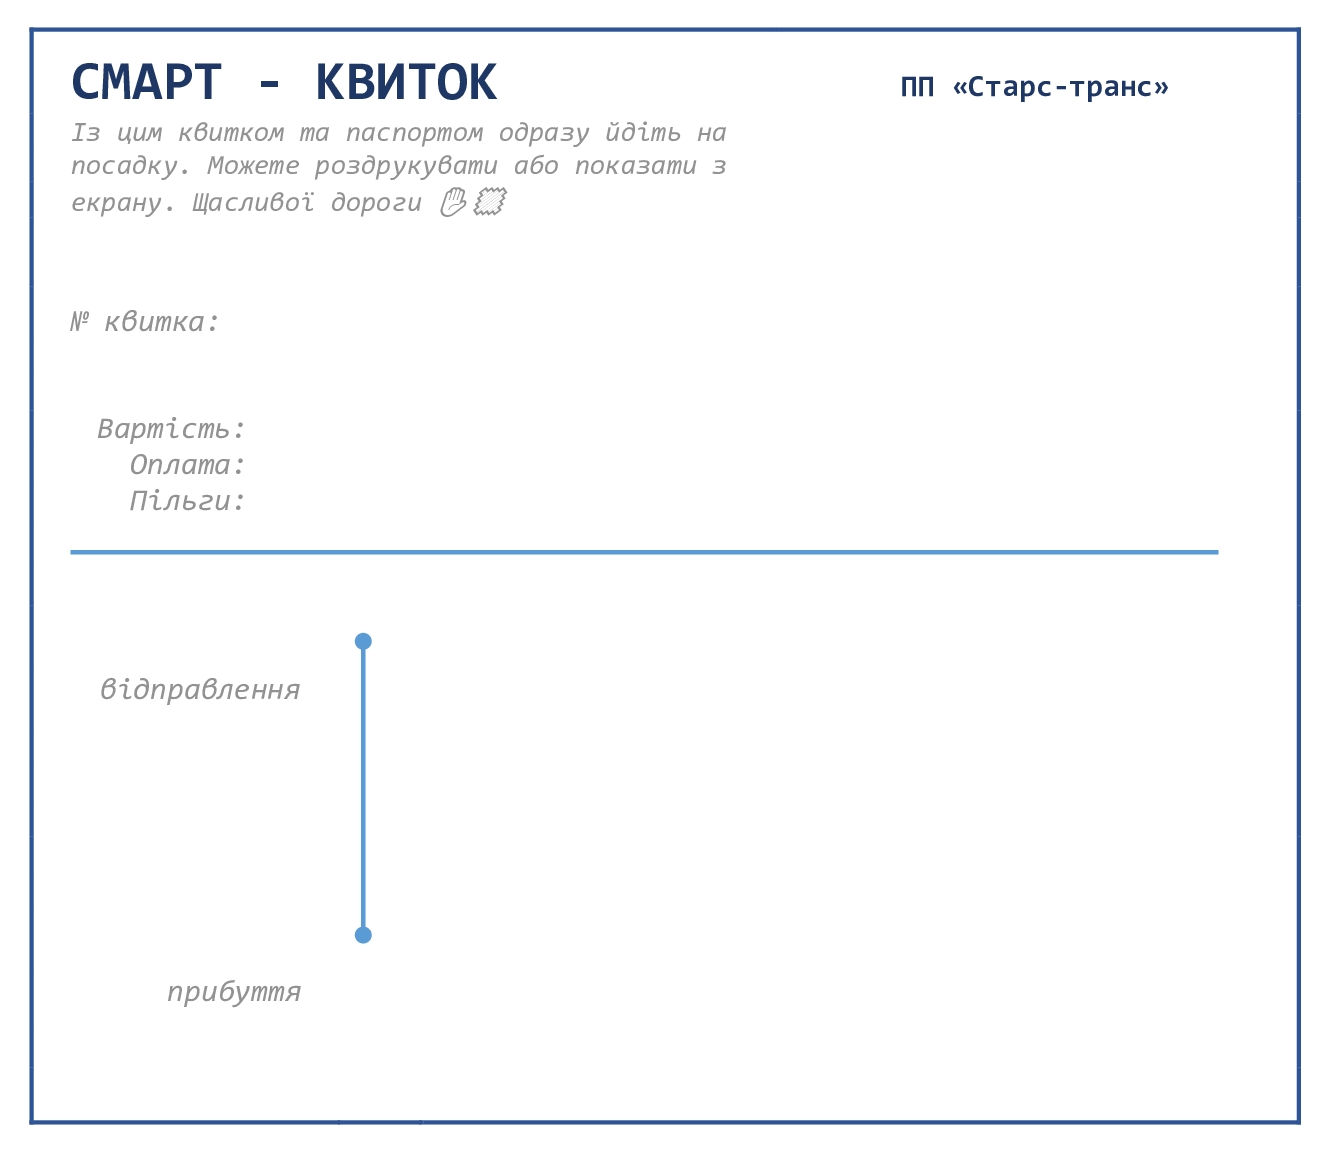 СМАРТ - КВИТОК
ПП «Старс-транс»
Із цим квитком та паспортом одразу йдіть на
посадку. Можете роздрукувати або показати з
екрану. Щасливої дороги
№ квитка:
Вартість:
Оплата:
Пільги:
відправлення
прибуття